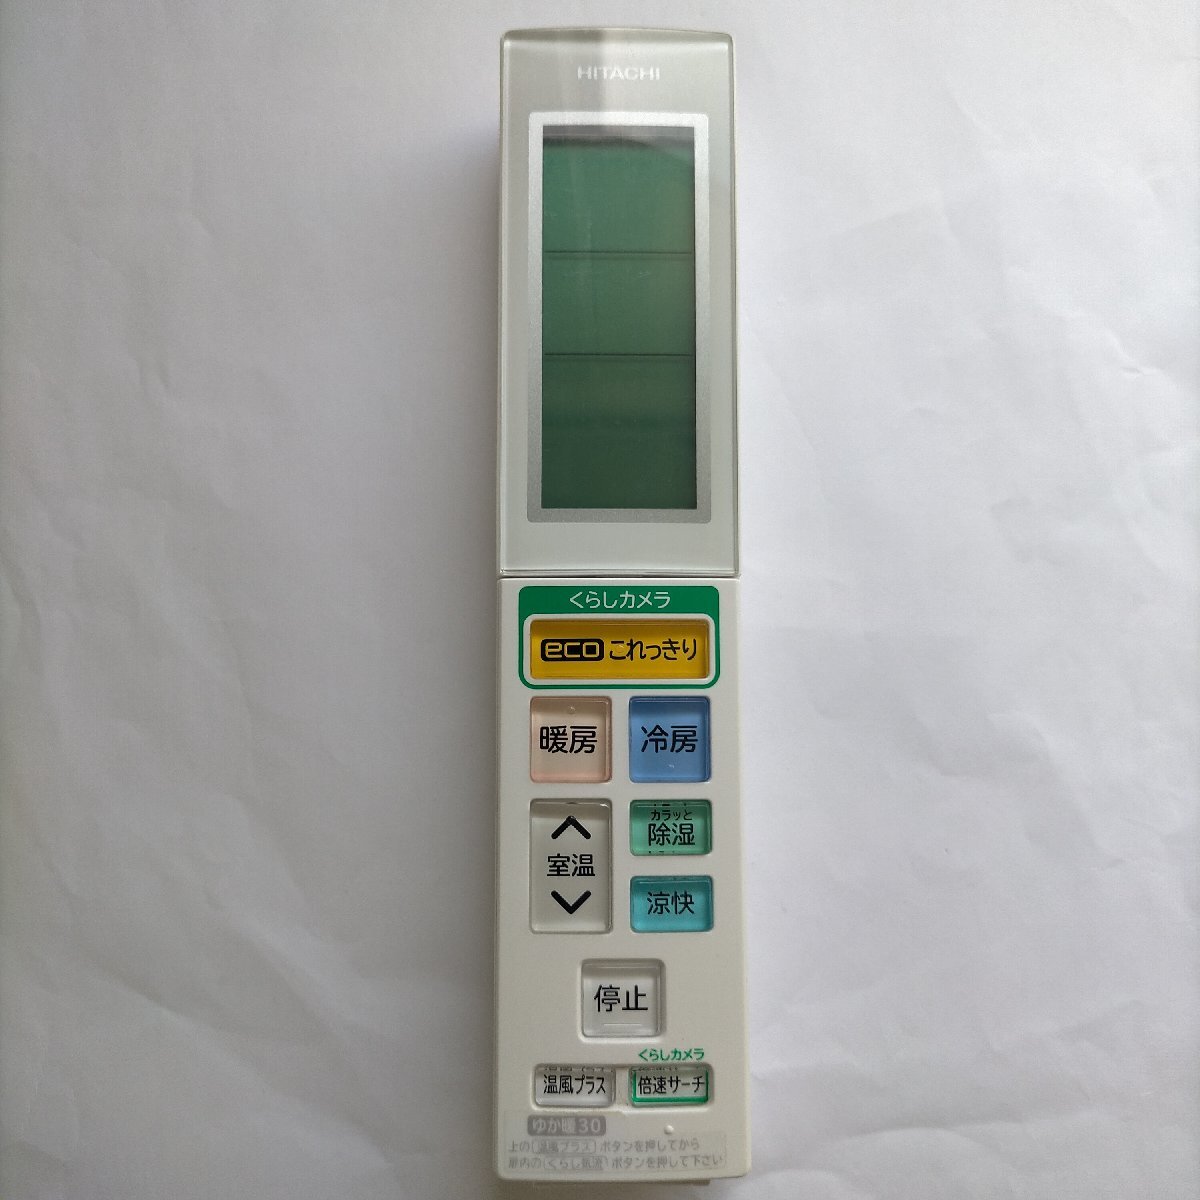 HITACHI
くらしカメラ
eco これっきり
暖房 冷房
カラッと
除湿
室温
涼快
停止
くらしカメラ
温風プラス 倍速サーチ
ゆか暖30
上の 温風プラス ボタンを押してから
扉内の くらし気流 ボタンを押して下さい